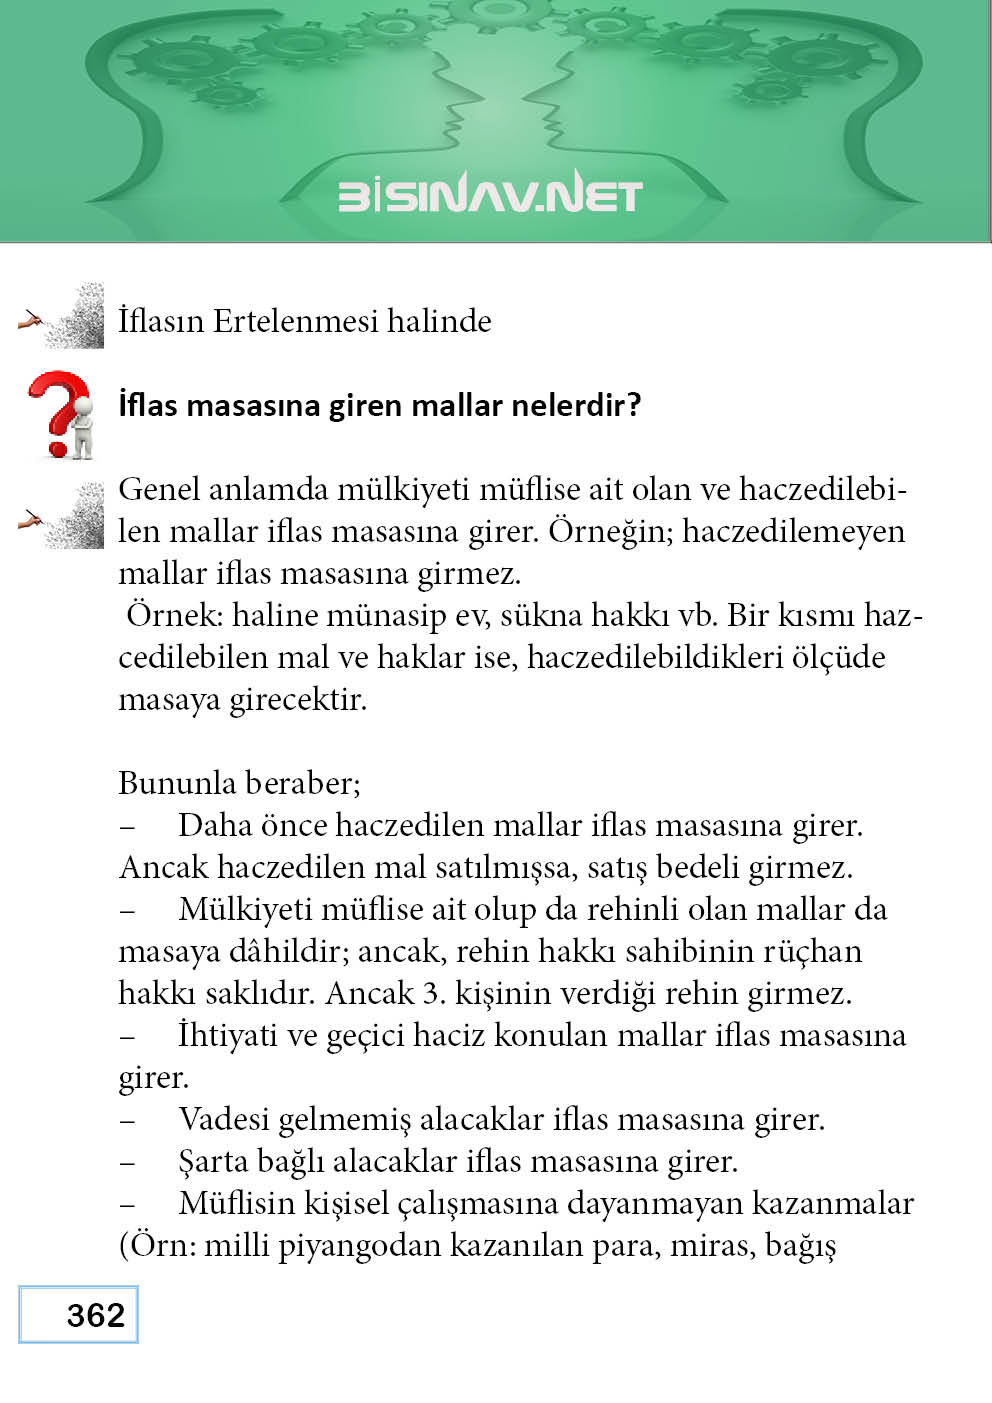 BİSINAV.NET
İflasın Ertelenmesi halinde
İflas masasına giren mallar nelerdir?
Genel anlamda mülkiyeti müflise ait olan ve haczedilebi-
len mallar iflas masasına girer. Örneğin; haczedilemeyen
mallar iflas masasına girmez.
Örnek: haline münasip ev, sükna hakkı vb. Bir kısmı haz-
cedilebilen mal ve haklar ise, haczedilebildikleri ölçüde
masaya girecektir.
Bununla beraber;
– Daha önce haczedilen mallar iflas masasına girer.
Ancak haczedilen mal satılmışsa, satış bedeli girmez.
– Mülkiyeti müflise ait olup da rehinli olan mallar da
masaya dâhildir; ancak, rehin hakkı sahibinin rüçhan
hakkı saklıdır. Ancak 3. kişinin verdiği rehin girmez.
– İhtiyati ve geçici haciz konulan mallar iflas masasına
girer.
– Vadesi gelmemiş alacaklar iflas masasına girer.
– Şarta bağlı alacaklar iflas masasına girer.
– Müflisin kişisel çalışmasına dayanmayan kazanmalar
(Örn: milli piyangodan kazanılan para, miras, bağış
362